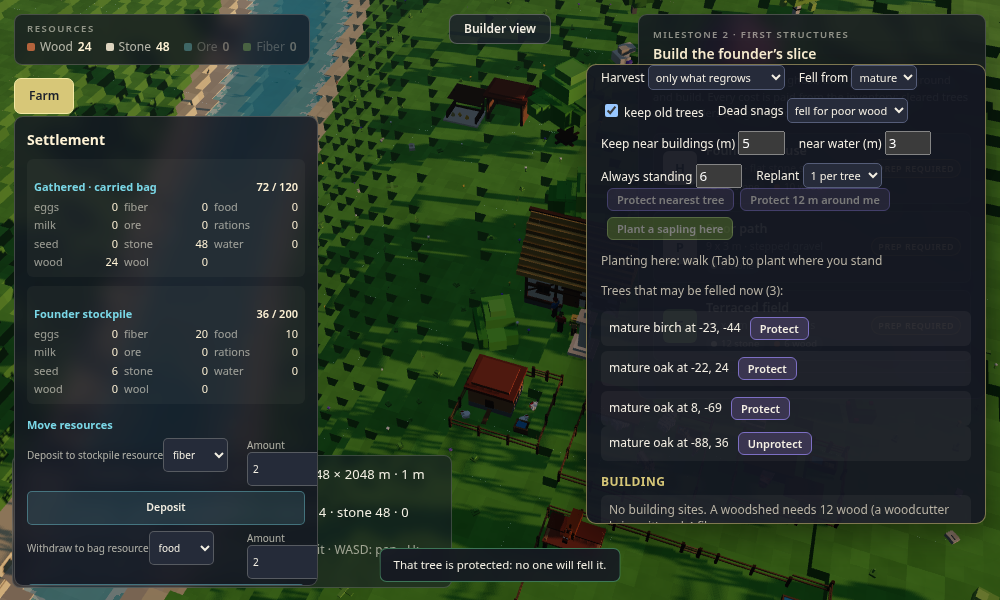 RESOURCES
Wood 24 Stone 48 Ore 0 Fiber 0
Builder view
MILESTONE 2 · FIRST STRUCTURES
Build the founder's slice
Farm
Settlement
Gathered · carried bag 72 / 120
eggs 0 fiber 0 food 0
milk 0 ore 0 rations 0
seed 0 stone 48 water 0
wood 24 wool 0
Founder stockpile 36 / 200
eggs 0 fiber 20 food 10
milk 0 ore 0 rations 0
seed 6 stone 0 water 0
wood 0 wool 0
Move resources
Deposit to stockpile resource fiber Amount 2
Deposit
Withdraw to bag resource food Amount 2
48 × 2048 m · 1 m
4 · stone 48 · 0
Harvest only what regrows Fell from mature
keep old trees Dead snags fell for poor wood
Keep near buildings (m) 5 near water (m) 3
Always standing 6 Replant 1 per tree
Protect nearest tree Protect 12 m around me
Plant a sapling here
Planting here: walk (Tab) to plant where you stand
Trees that may be felled now (3):
mature birch at -23, -44 Protect
mature oak at -22, 24 Protect
mature oak at 8, -69 Protect
mature oak at -88, 36 Unprotect
BUILDING
No building sites. A woodshed needs 12 wood (a woodcutter
That tree is protected: no one will fell it.